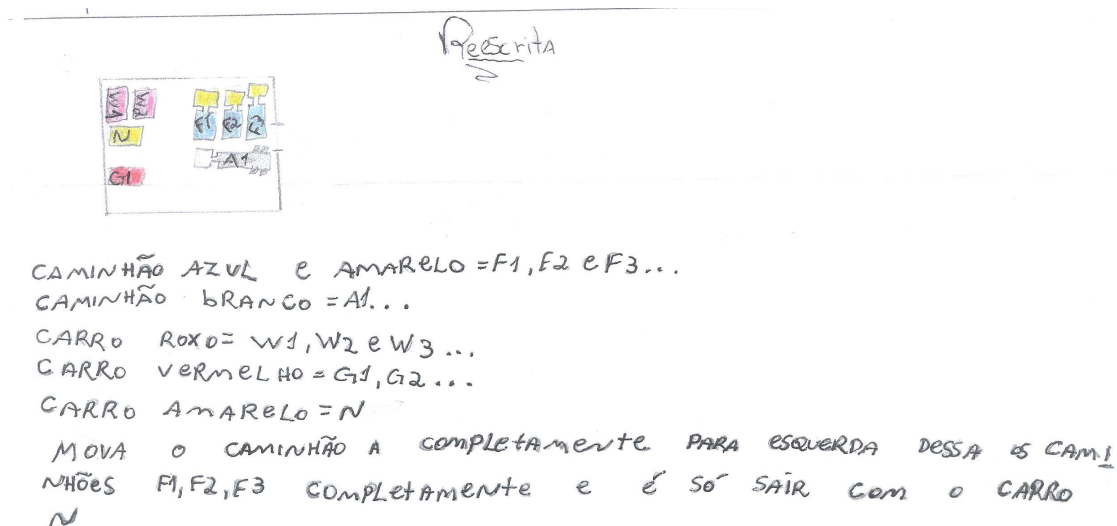 Reescrita
W1 W2 F1 F2 F3
N
A1
G1
CAMINHÃO AZUL e AMARELO = F1, F2 e F3...
CAMINHÃO bRANCO = A1...
CARRO ROXO = W1, W2 e W3...
CARRO VeRMeLHO = G1, G2...
CARRO AMARELO = N
MOVA O CAMINHÃO A COMPLetAMeNte PARA eSQUeRDA DESSA OS CAMI
NHÕeS F1, F2, F3 COMPLetAMeNte e é SÓ SAIR Com O CARRO
N